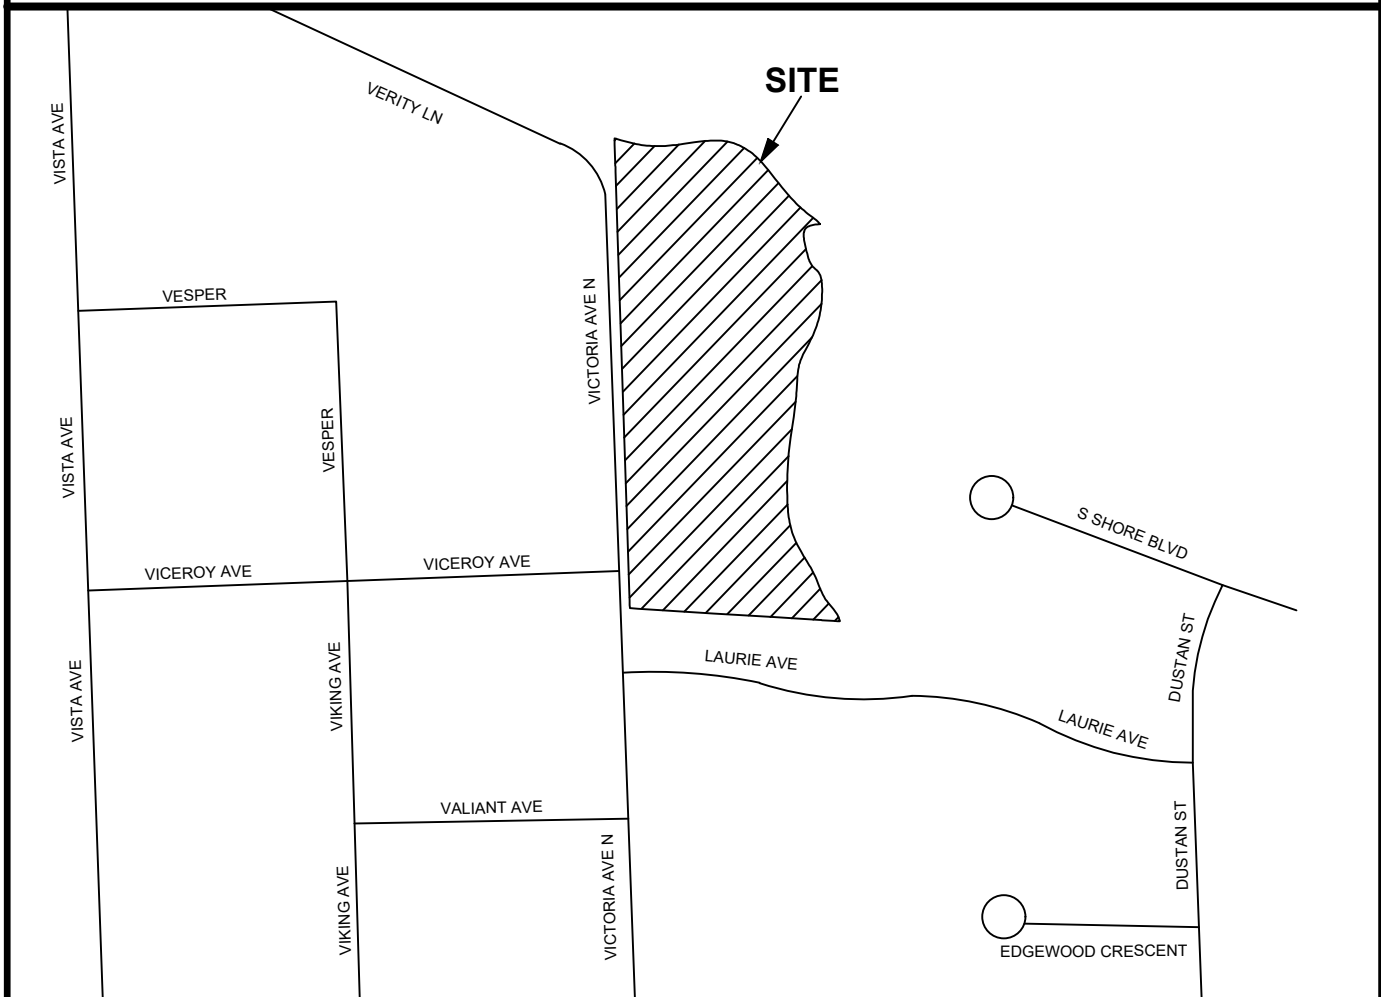 SITE
VERITY LN
VISTA AVE
VESPER
VICTORIA AVE N
VISTA AVE
VESPER
S SHORE BLVD
VICEROY AVE
VICEROY AVE
DUSTAN ST
LAURIE AVE
VISTA AVE
VIKING AVE
LAURIE AVE
VALIANT AVE
DUSTAN ST
VIKING AVE
VICTORIA AVE N
EDGEWOOD CRESCENT